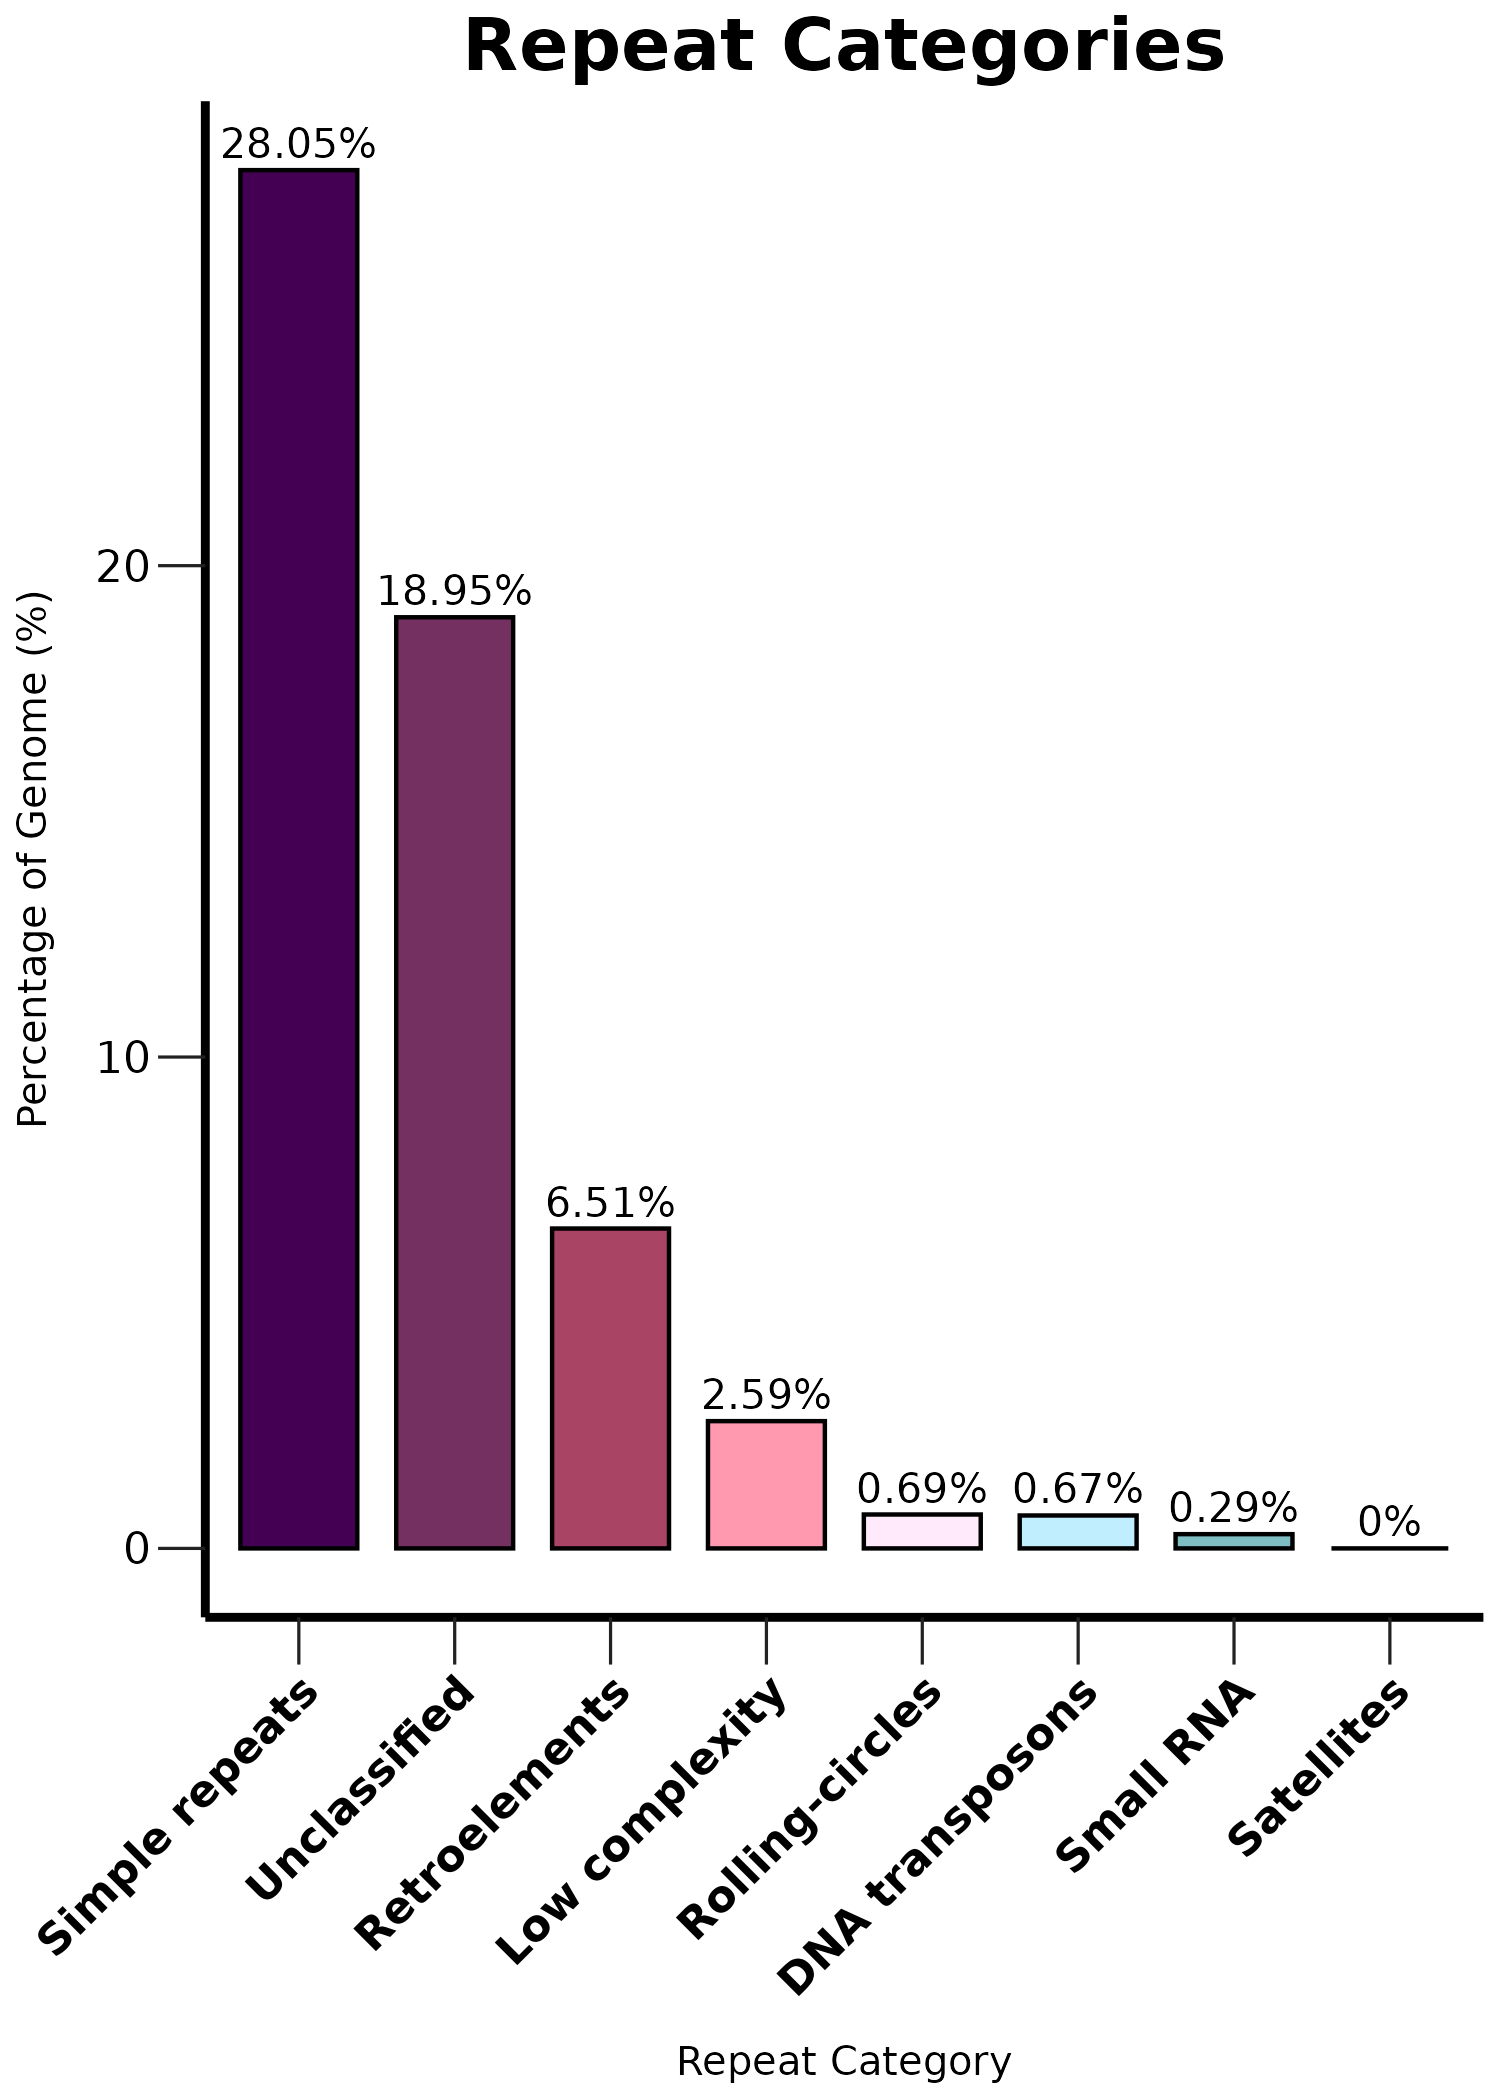 Repeat Categories
28.05%
20
18.95%
Percentage of Genome (%)
10
6.51%
2.59%
0.69%
0.67%
0.29%
0%
0
Simple repeats
Unclassified
Retroelements
Low complexity
Rolling-circles
DNA transposons
Small RNA
Satellites
Repeat Category